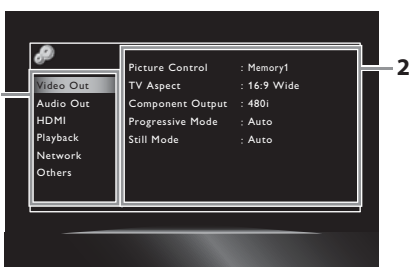 Video Out
Audio Out
HDMI
Playback
Network
Others
Picture Control : Memory1
TV Aspect : 16:9 Wide
Component Output : 480i
Progressive Mode : Auto
Still Mode : Auto
2